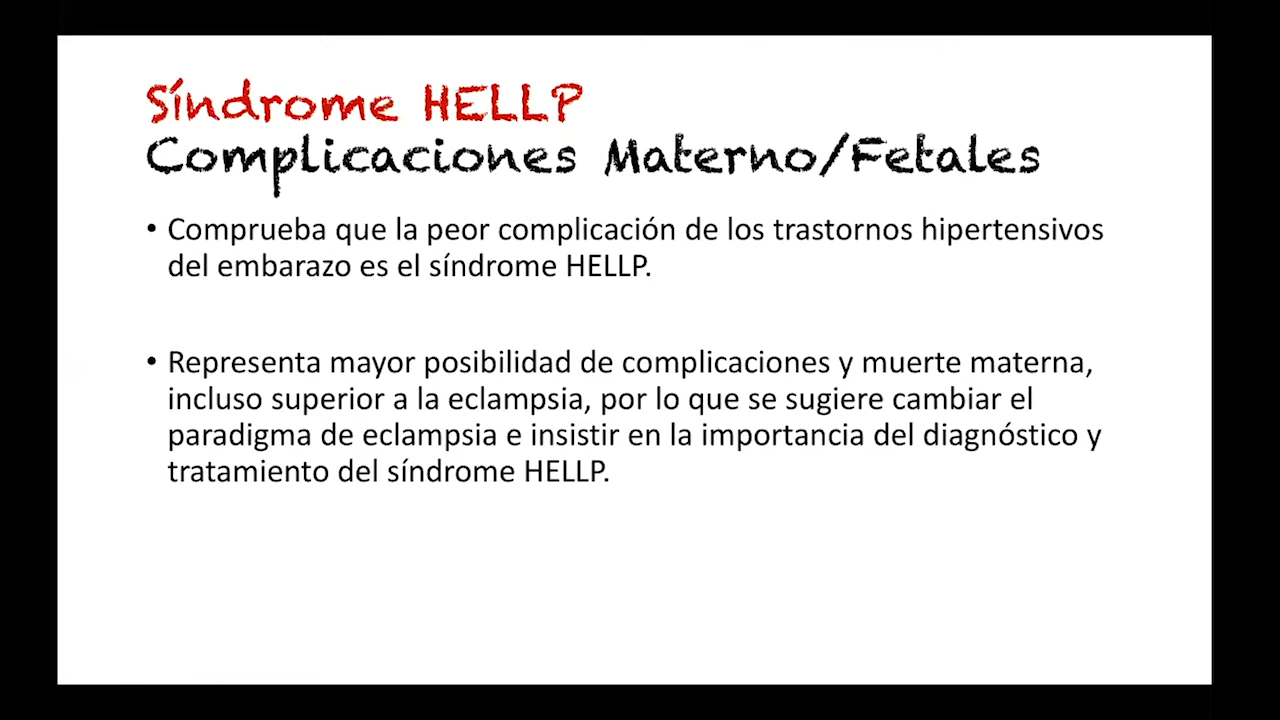 Síndrome HELLP
Complicaciones Materno/Fetales
• Comprueba que la peor complicación de los trastornos hipertensivos
del embarazo es el síndrome HELLP.
• Representa mayor posibilidad de complicaciones y muerte materna,
incluso superior a la eclampsia, por lo que se sugiere cambiar el
paradigma de eclampsia e insistir en la importancia del diagnóstico y
tratamiento del síndrome HELLP.